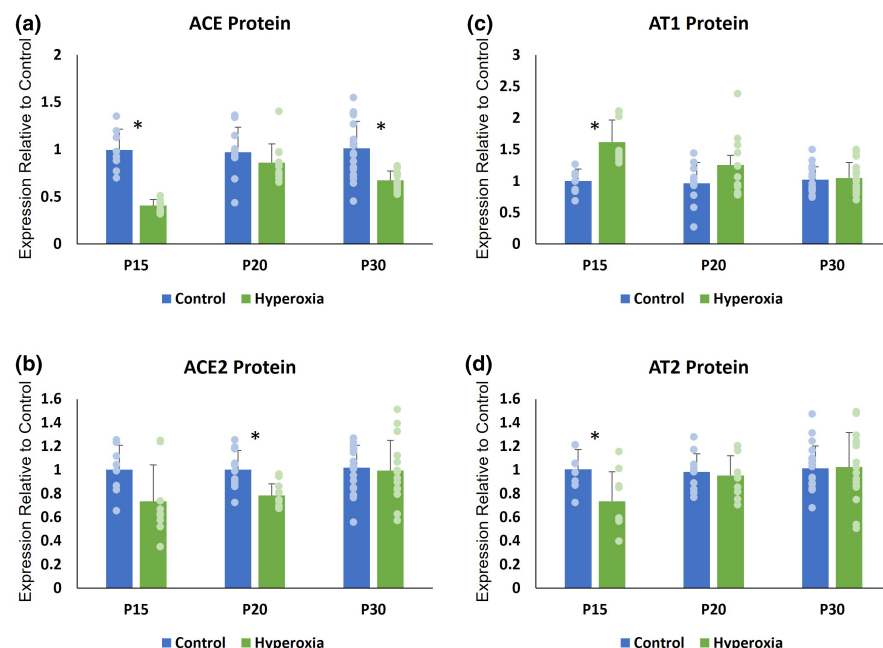 (a)
ACE Protein
Expression Relative to Control
2
1.5
1
0.5
0
*
*
P15 P20 P30
Control Hyperoxia
(c)
AT1 Protein
Expression Relative to Control
3
2.5
2
1.5
1
0.5
0
*
P15 P20 P30
Control Hyperoxia
(b)
ACE2 Protein
Expression Relative to Control
1.6
1.4
1.2
1
0.8
0.6
0.4
0.2
0
*
P15 P20 P30
Control Hyperoxia
(d)
AT2 Protein
Expression Relative to Control
1.6
1.4
1.2
1
0.8
0.6
0.4
0.2
0
*
P15 P20 P30
Control Hyperoxia